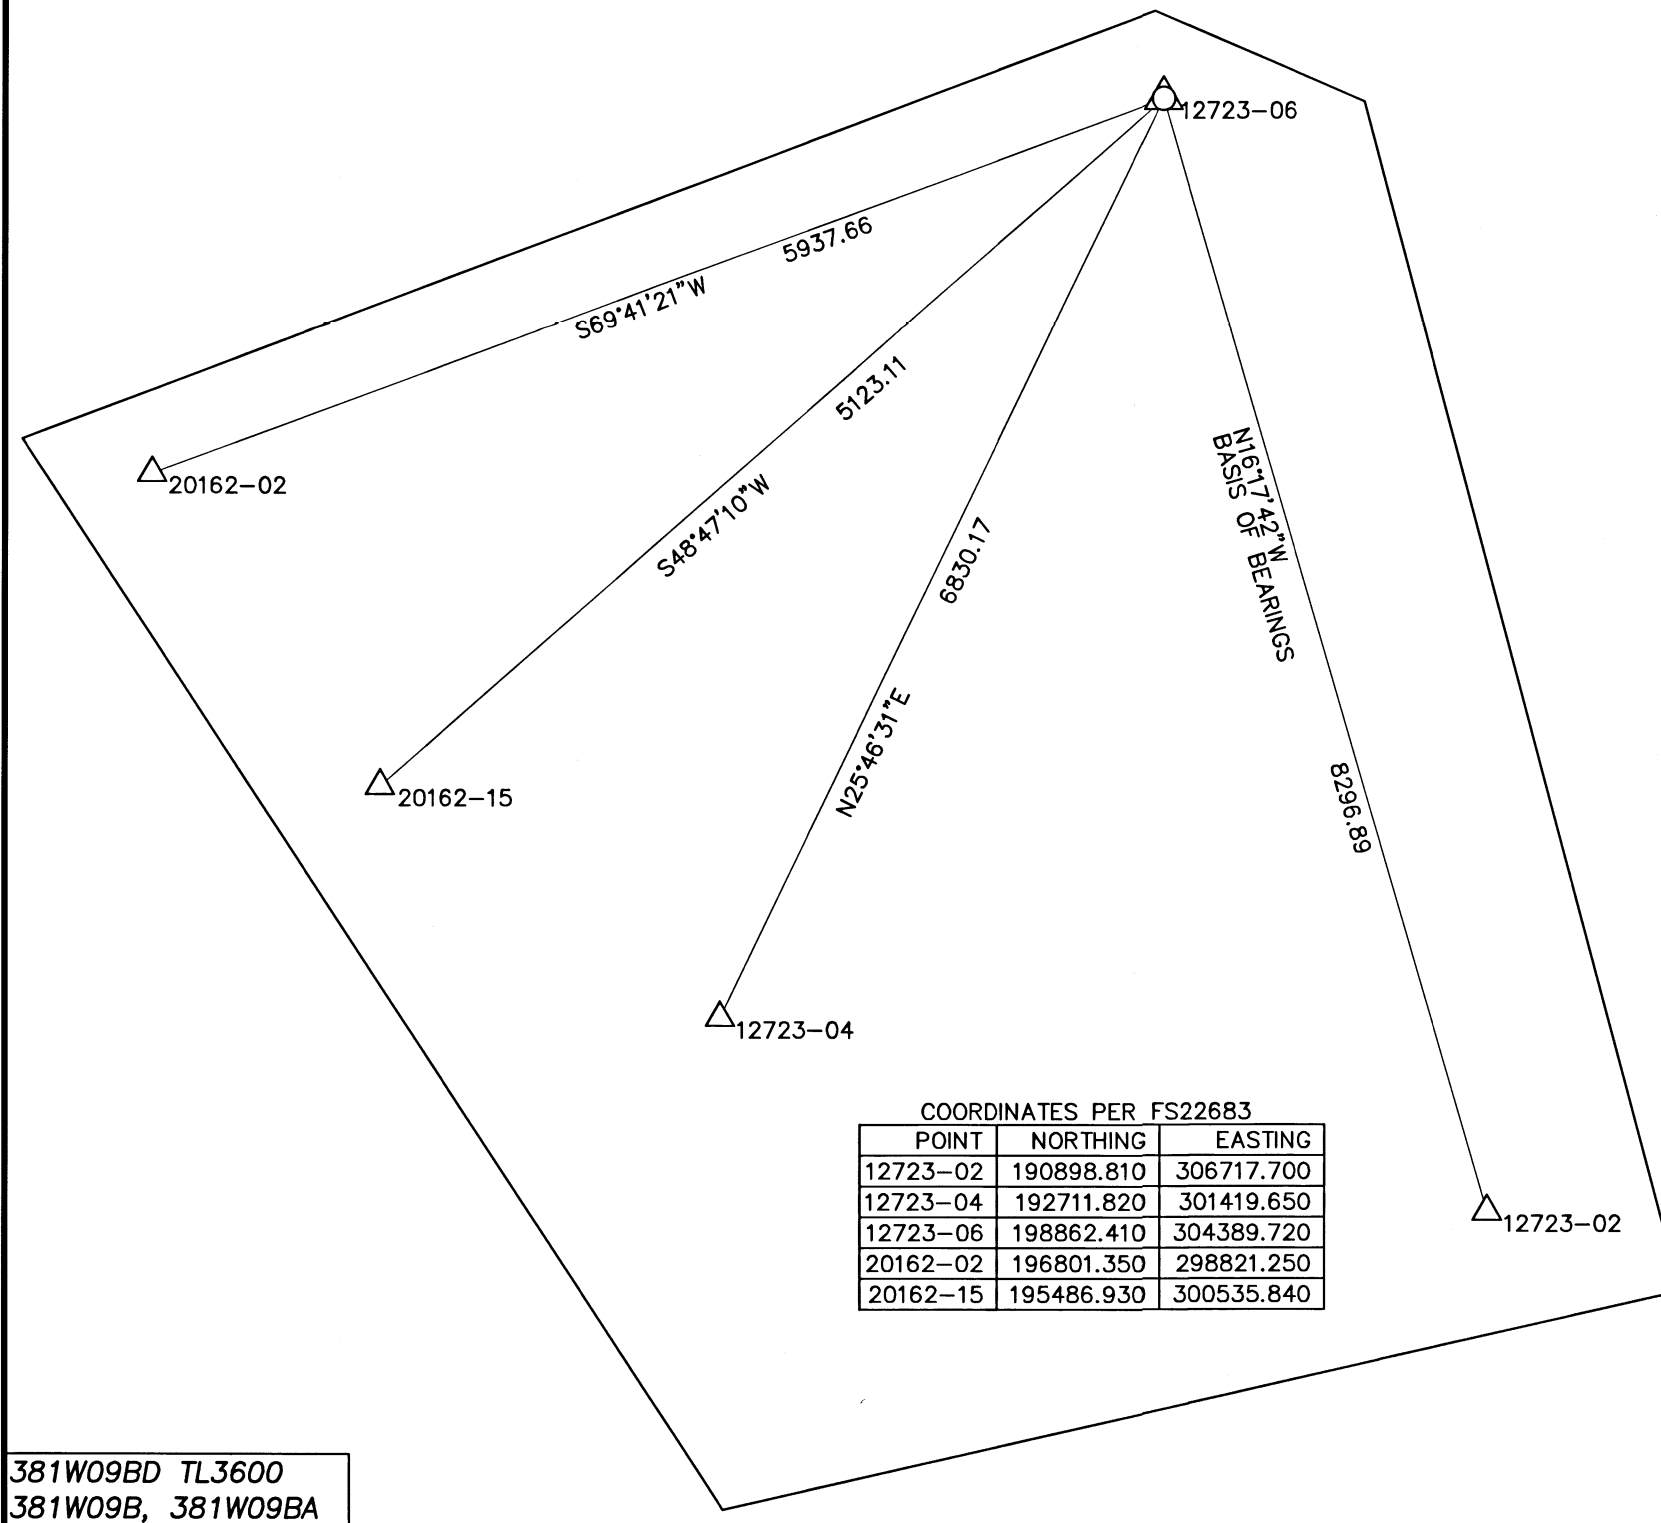 12723-06
5937.66
S69°41'21"W
5123.11
20162-02
S48°47'10"W
N16°17'42"W
BASIS OF BEARINGS
6830.17
N25°46'31"E
20162-15
8296.89
12723-04
COORDINATES PER FS22683
POINT NORTHING EASTING
12723-02 190898.810 306717.700
12723-04 192711.820 301419.650
12723-06 198862.410 304389.720
20162-02 196801.350 298821.250
20162-15 195486.930 300535.840
12723-02
381W09BD TL3600
381W09B, 381W09BA